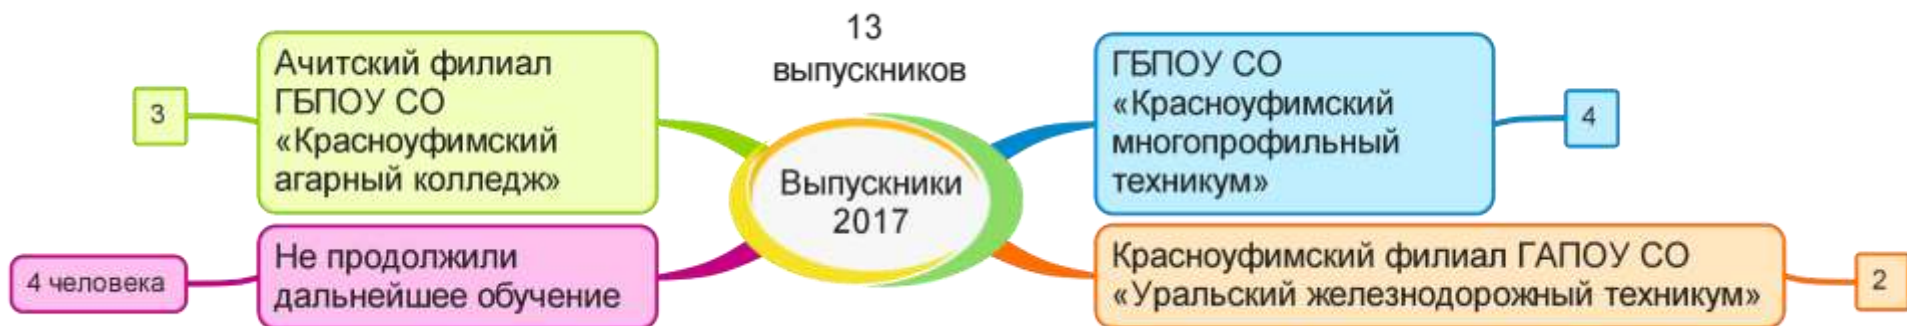 13
выпускников
Выпускники
2017
Ачитский филиал
ГБПОУ СО
«Красноуфимский
агарный колледж»
3
Не продолжили
дальнейшее обучение
4 человека
ГБПОУ СО
«Красноуфимский
многопрофильный
техникум»
4
Красноуфимский филиал ГАПОУ СО
«Уральский железнодорожный техникум»
2